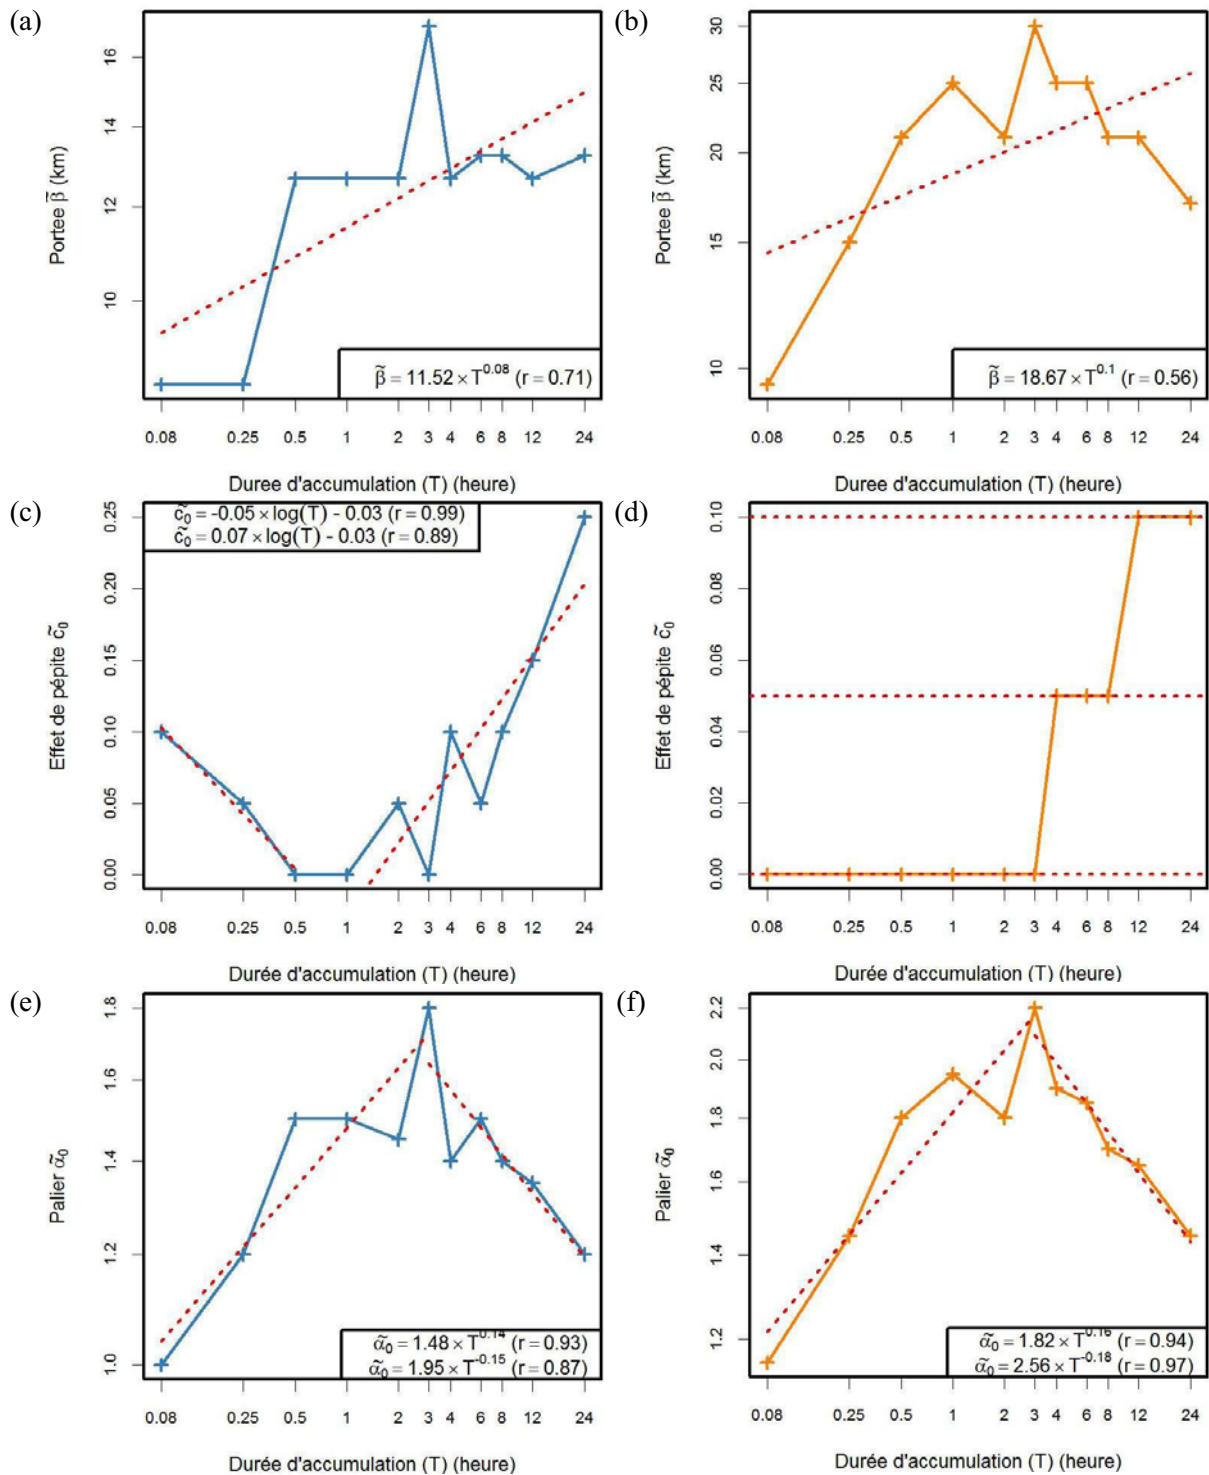 (a)
Portee β̃ (km)
16
14
12
10
β̃ = 11.52 × T^0.08 (r = 0.71)
0.08 0.25 0.5 1 2 3 4 6 8 12 24
Duree d'accumulation (T) (heure)
(b)
Portee β̃ (km)
30
25
20
15
10
β̃ = 18.67 × T^0.1 (r = 0.56)
0.08 0.25 0.5 1 2 3 4 6 8 12 24
Duree d'accumulation (T) (heure)
(c)
Effet de pépite c̃₀
0.25
0.20
0.15
0.10
0.05
0.00
c̃₀ = -0.05 × log(T) - 0.03 (r = 0.99)
c̃₀ = 0.07 × log(T) - 0.03 (r = 0.89)
0.08 0.25 0.5 1 2 3 4 6 8 12 24
Durée d'accumulation (T) (heure)
(d)
Effet de pépite c̃₀
0.10
0.08
0.06
0.04
0.02
0.00
0.08 0.25 0.5 1 2 3 4 6 8 12 24
Durée d'accumulation (T) (heure)
(e)
Palier α̃₀
1.8
1.6
1.4
1.2
1.0
α̃₀ = 1.48 × T^0.14 (r = 0.93)
α̃₀ = 1.95 × T^-0.15 (r = 0.87)
0.08 0.25 0.5 1 2 3 4 6 8 12 24
Durée d'accumulation (T) (heure)
(f)
Palier α̃₀
2.2
2.0
1.8
1.6
1.4
1.2
α̃₀ = 1.82 × T^0.16 (r = 0.94)
α̃₀ = 2.56 × T^-0.18 (r = 0.97)
0.08 0.25 0.5 1 2 3 4 6 8 12 24
Durée d'accumulation (T) (heure)